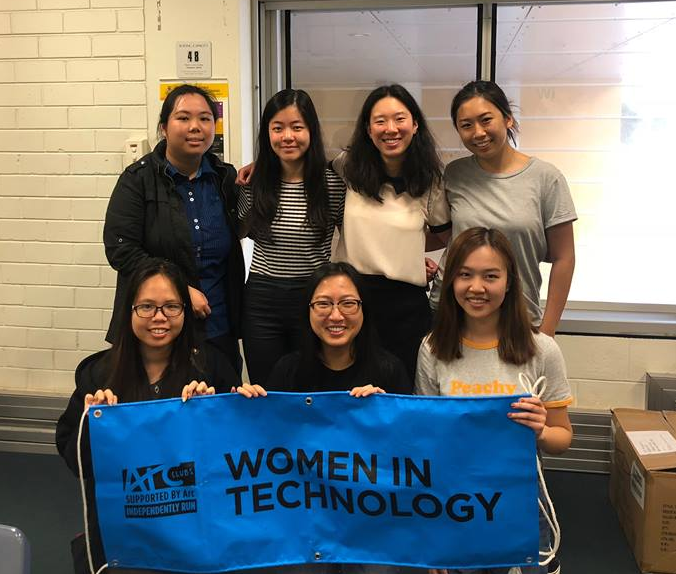 48
Peachy
Arc
CLUBS
SUPPORTED BY Arc
INDEPENDENTLY RUN
WOMEN IN
TECHNOLOGY